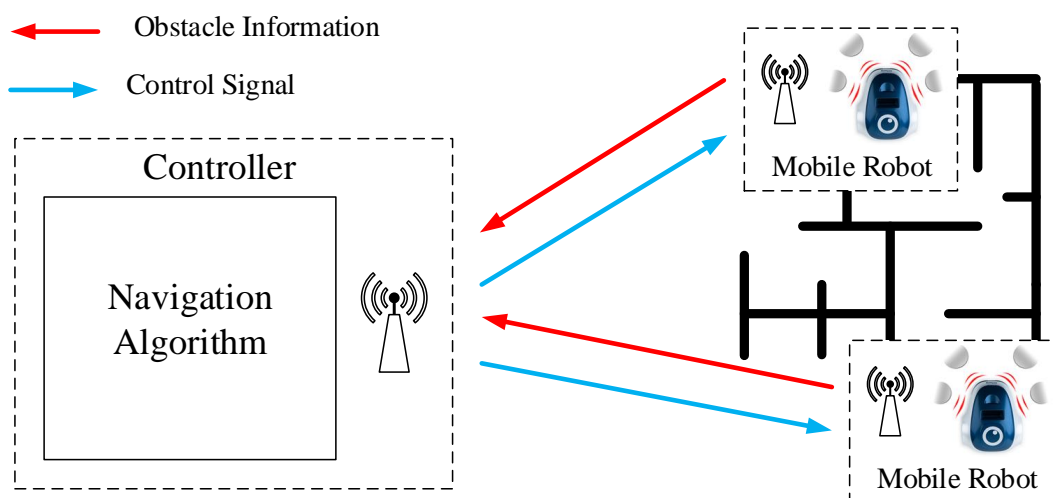 Obstacle Information
Control Signal
Controller
Navigation
Algorithm
Mobile Robot
Mobile Robot